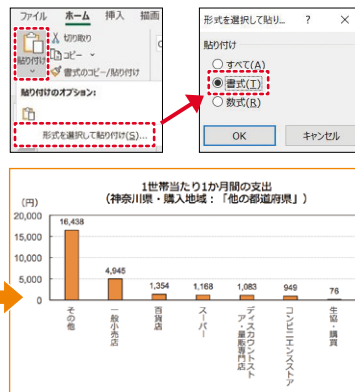 ファイル ホーム 挿入 描画
切り取り
コピー
貼り付け
書式のコピー/貼り付け
貼り付けのオプション:
形式を選択して貼り付け(S)...
形式を選択して貼り... ? ×
貼り付け
すべて(A)
書式(T)
数式(R)
OK キャンセル
1世帯当たり1か月間の支出
(神奈川県・購入地域:「他の都道府県」)
(円)
20,000
15,000
10,000
5,000
0
16,438
4,945
1,354
1,168
1,083
949
76
その他
一般小売店
百貨店
スーパー
ディスカウントスト
ア・量販専門店
コンビニエンスストア
生協・購買